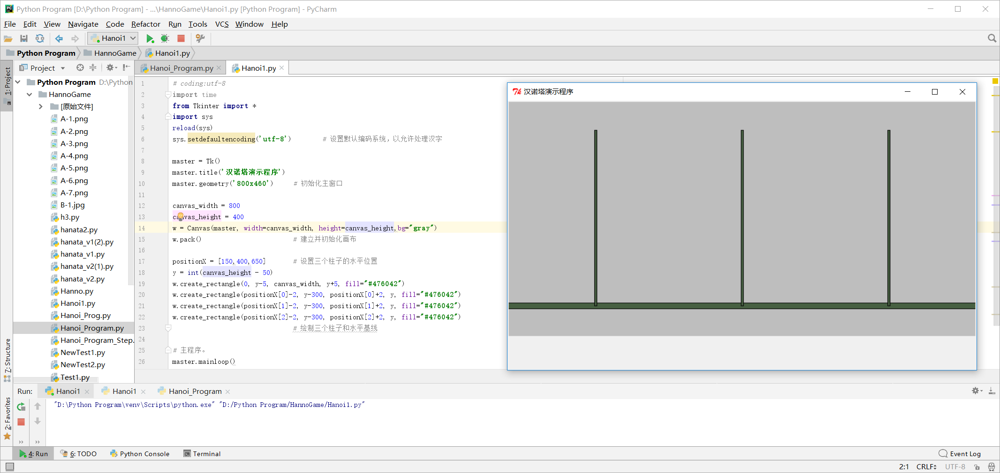 Python Program [D:\Python Program] - ...\HannoGame\Hanoi1.py [Python Program] - PyCharm
File Edit View Navigate Code Refactor Run Tools VCS Window Help
Hanoi1
Python Program HannoGame Hanoi1.py
1: Project
Project
Hanoi_Program.py
Hanoi1.py
Python Program D:\Python
HannoGame
[原始文件]
A-1.png
A-2.png
A-3.png
A-4.png
A-5.png
A-6.png
A-7.png
B-1.jpg
h3.py
hanata2.py
hanata_v1(2).py
hanata_v1.py
hanata_v2(1).py
hanata_v2.py
Hanno.py
Hanoi1.py
Hanoi_Prog.py
Hanoi_Program.py
Hanoi_Program_Step.
NewTest1.py
NewTest2.py
Test1.py
7: Structure
2: Favorites
1 # coding:utf-8
2 import time
3 from Tkinter import *
4 import sys
5 reload(sys)
6 sys.setdefaultencoding('utf-8') # 设置默认编码系统，以允许处理汉字
7
8 master = Tk()
9 master.title('汉诺塔演示程序')
10 master.geometry('800x460') # 初始化主窗口
11
12 canvas_width = 800
13 canvas_height = 400
14 w = Canvas(master, width=canvas_width, height=canvas_height,bg="gray")
15 w.pack() # 建立并初始化画布
16
17 positionX = [150,400,650] # 设置三个柱子的水平位置
18 y = int(canvas_height - 50)
19 w.create_rectangle(0, y-5, canvas_width, y+5, fill="#476042")
20 w.create_rectangle(positionX[0]-2, y-300, positionX[0]+2, y, fill="#476042")
21 w.create_rectangle(positionX[1]-2, y-300, positionX[1]+2, y, fill="#476042")
22 w.create_rectangle(positionX[2]-2, y-300, positionX[2]+2, y, fill="#476042")
23 # 绘制三个柱子和水平基线
24
25 # 主程序。
26 master.mainloop()
汉诺塔演示程序
Run: Hanoi1 Hanoi1 Hanoi_Program
"D:\Python Program\venv\Scripts\python.exe" "D:/Python Program/HannoGame/Hanoi1.py"
4: Run 6: TODO Python Console Terminal Event Log
2:1 CRLF UTF-8